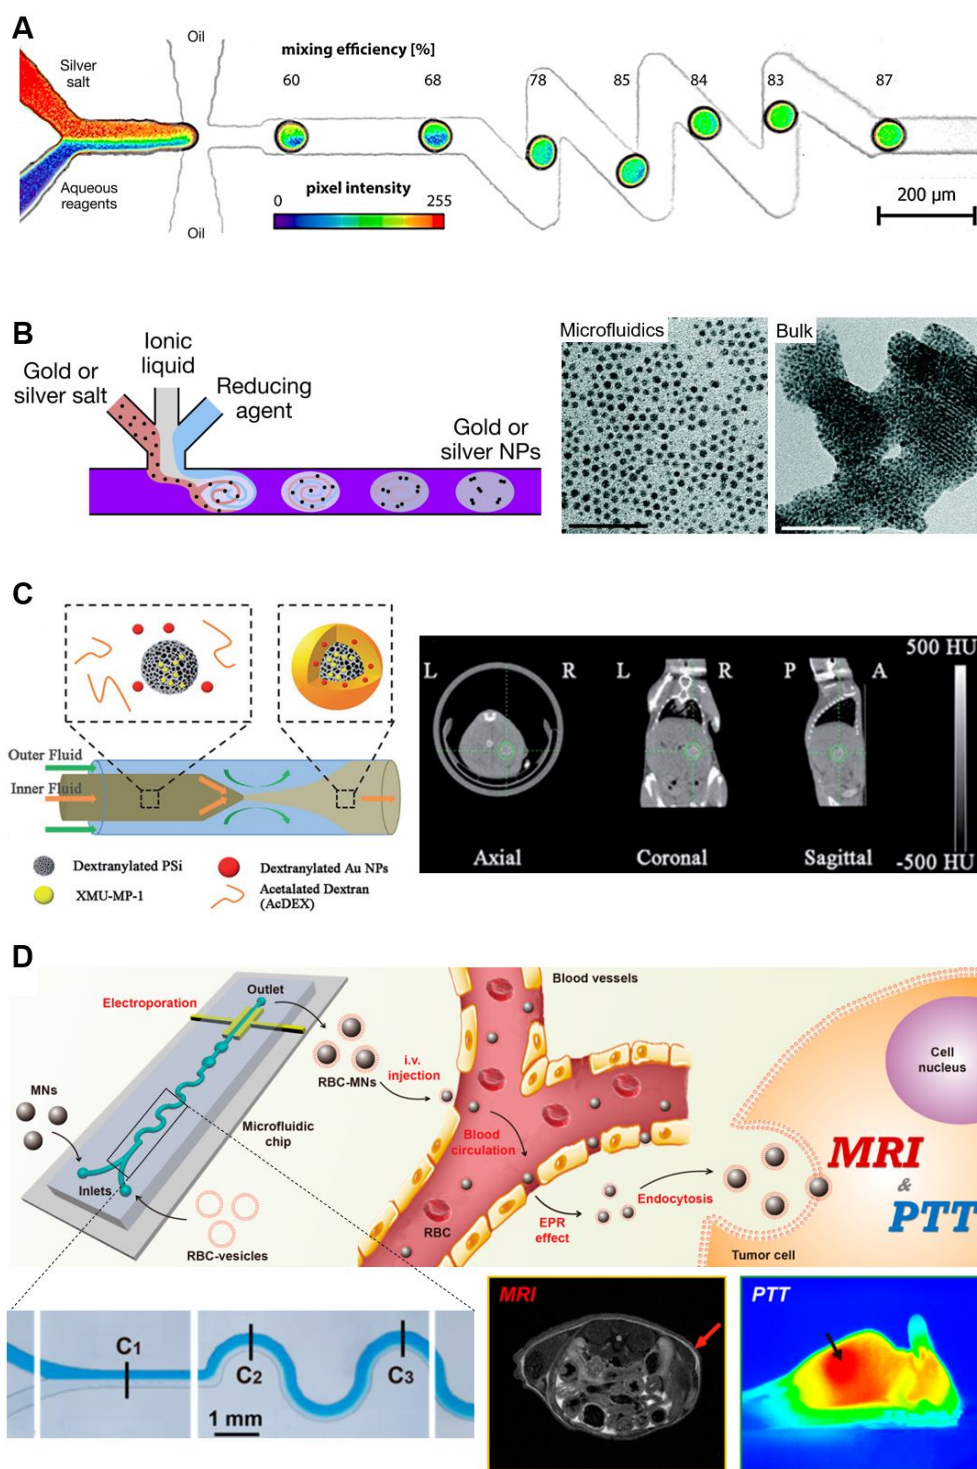 A
Oil
mixing efficiency [%]
Silver
salt
60
68
78
85
84
83
87
Aqueous
reagents
pixel intensity
0
255
200 µm
Oil
B
Ionic
liquid
Gold or
silver salt
Reducing
agent
Gold or
silver NPs
Microfluidics
Bulk
C
Outer Fluid
Inner Fluid
Dextranylated PSi
Dextranylated Au NPs
XMU-MP-1
Acetalated Dextran
(AcDEX)
500 HU
L
R
L
R
P
A
Axial
Coronal
Sagittal
-500 HU
D
Electroporation
Outlet
Blood vessels
MNs
RBC-MNs
i.v.
injection
Cell
nucleus
Microfluidic
chip
Blood
circulation
Inlets
RBC-vesicles
RBC
EPR
effect
Endocytosis
Tumor cell
MRI
&
PTT
C1
C2
C3
1 mm
MRI
PTT